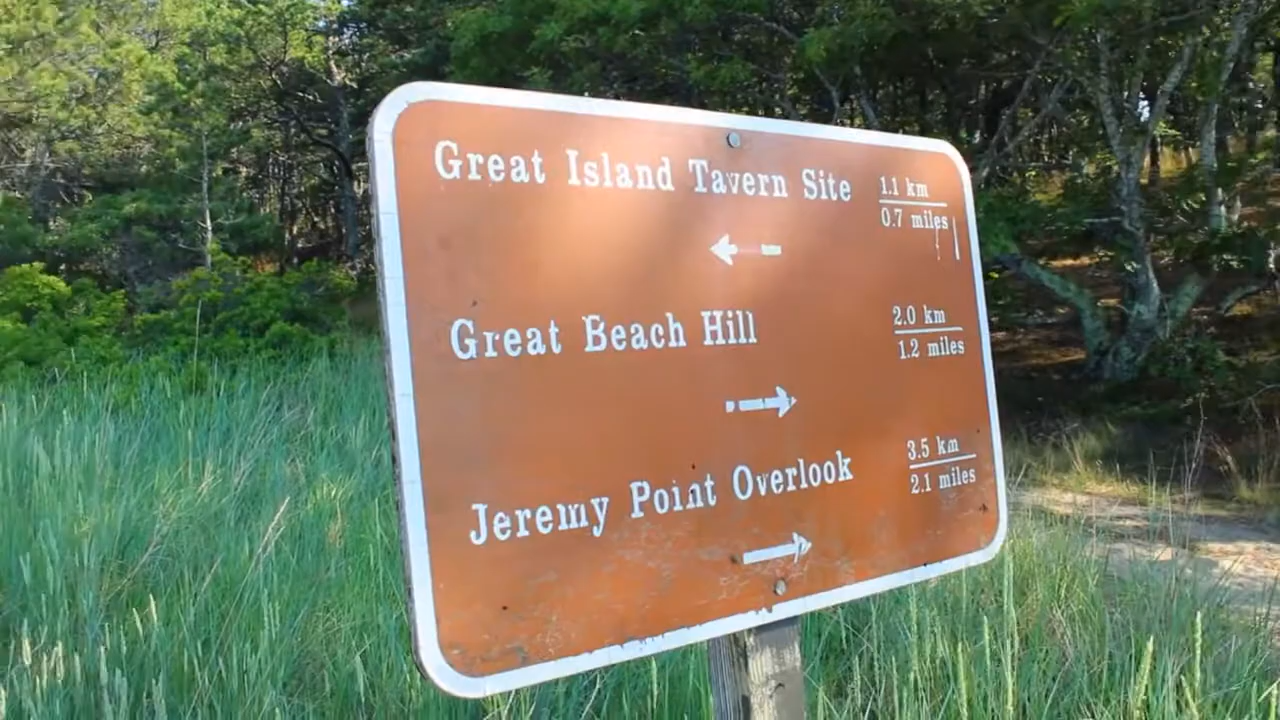 Great Island Tavern Site 1.1 km
0.7 miles
Great Beach Hill 2.0 km
1.2 miles
Jeremy Point Overlook 3.5 km
2.1 miles